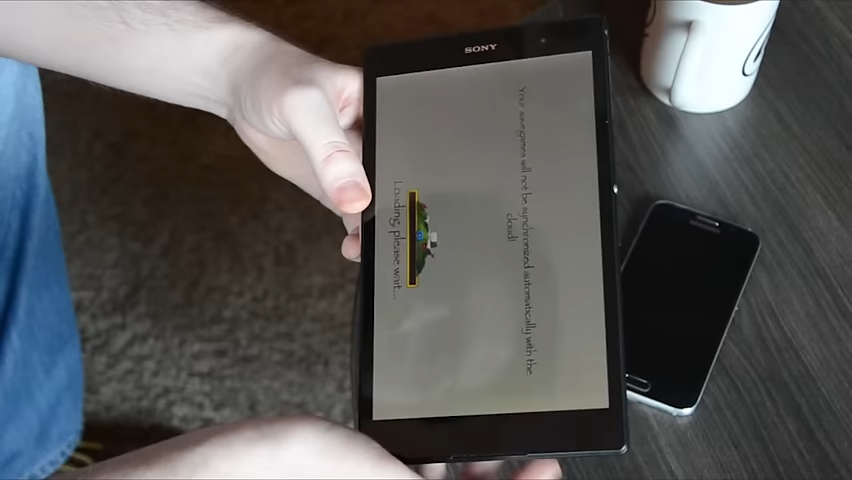 SONY
Your savegames will not be synchronized automatically with the
cloud!
Loading, please wait...